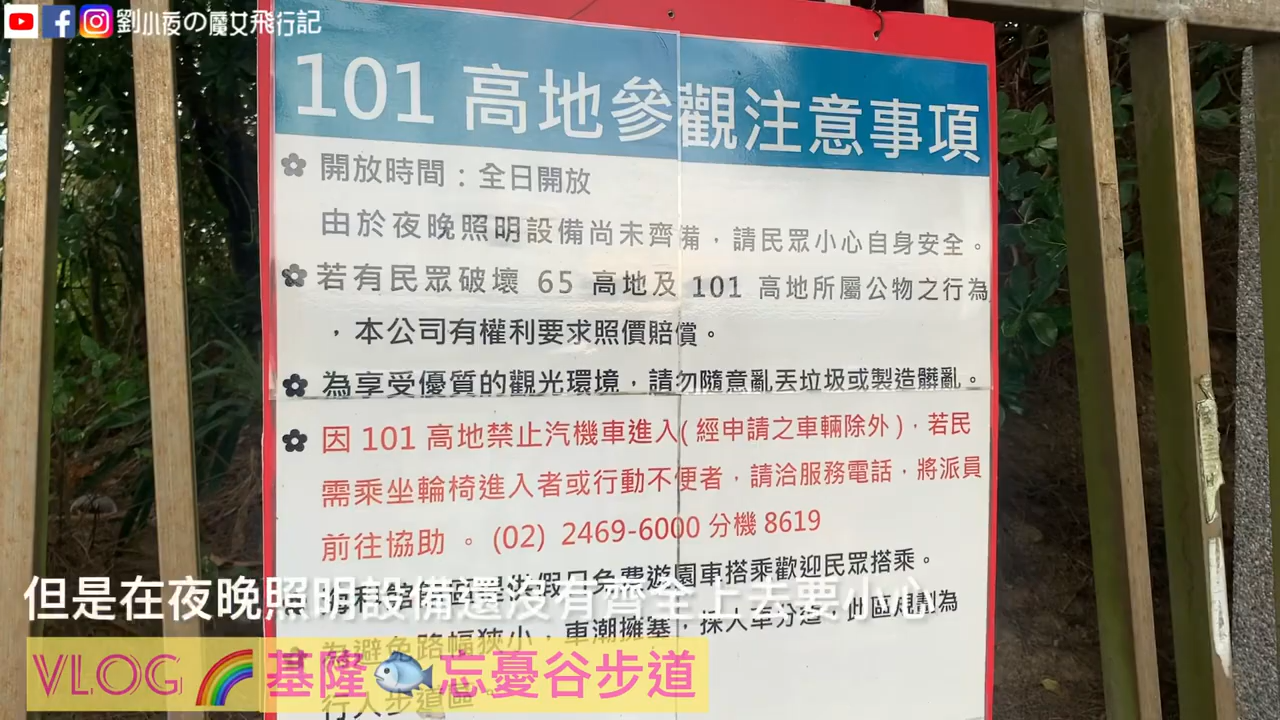 劉小夜の魔女飛行記
101 高地參觀注意事項
開放時間：全日開放
由於夜晚照明設備尚未齊備，請民眾小心自身安全。
若有民眾破壞 65 高地及 101 高地所屬公物之行為
，本公司有權利要求照價賠償。
為享受優質的觀光環境，請勿隨意亂丟垃圾或製造髒亂。
因 101 高地禁止汽機車進入(經申請之車輛除外)，若民
需乘坐輪椅進入者或行動不便者，請洽服務電話，將派員
前往協助 。 (02) 2469-6000 分機 8619
假日免費遊園車搭乘歡迎民眾搭乘。
但是在夜晚照明設備還沒有齊全上去要小心
為避免路幅狹小，車潮擁塞，採人車分道，此區規劃為
VLOG 基隆 忘憂谷步道
行人步道區。